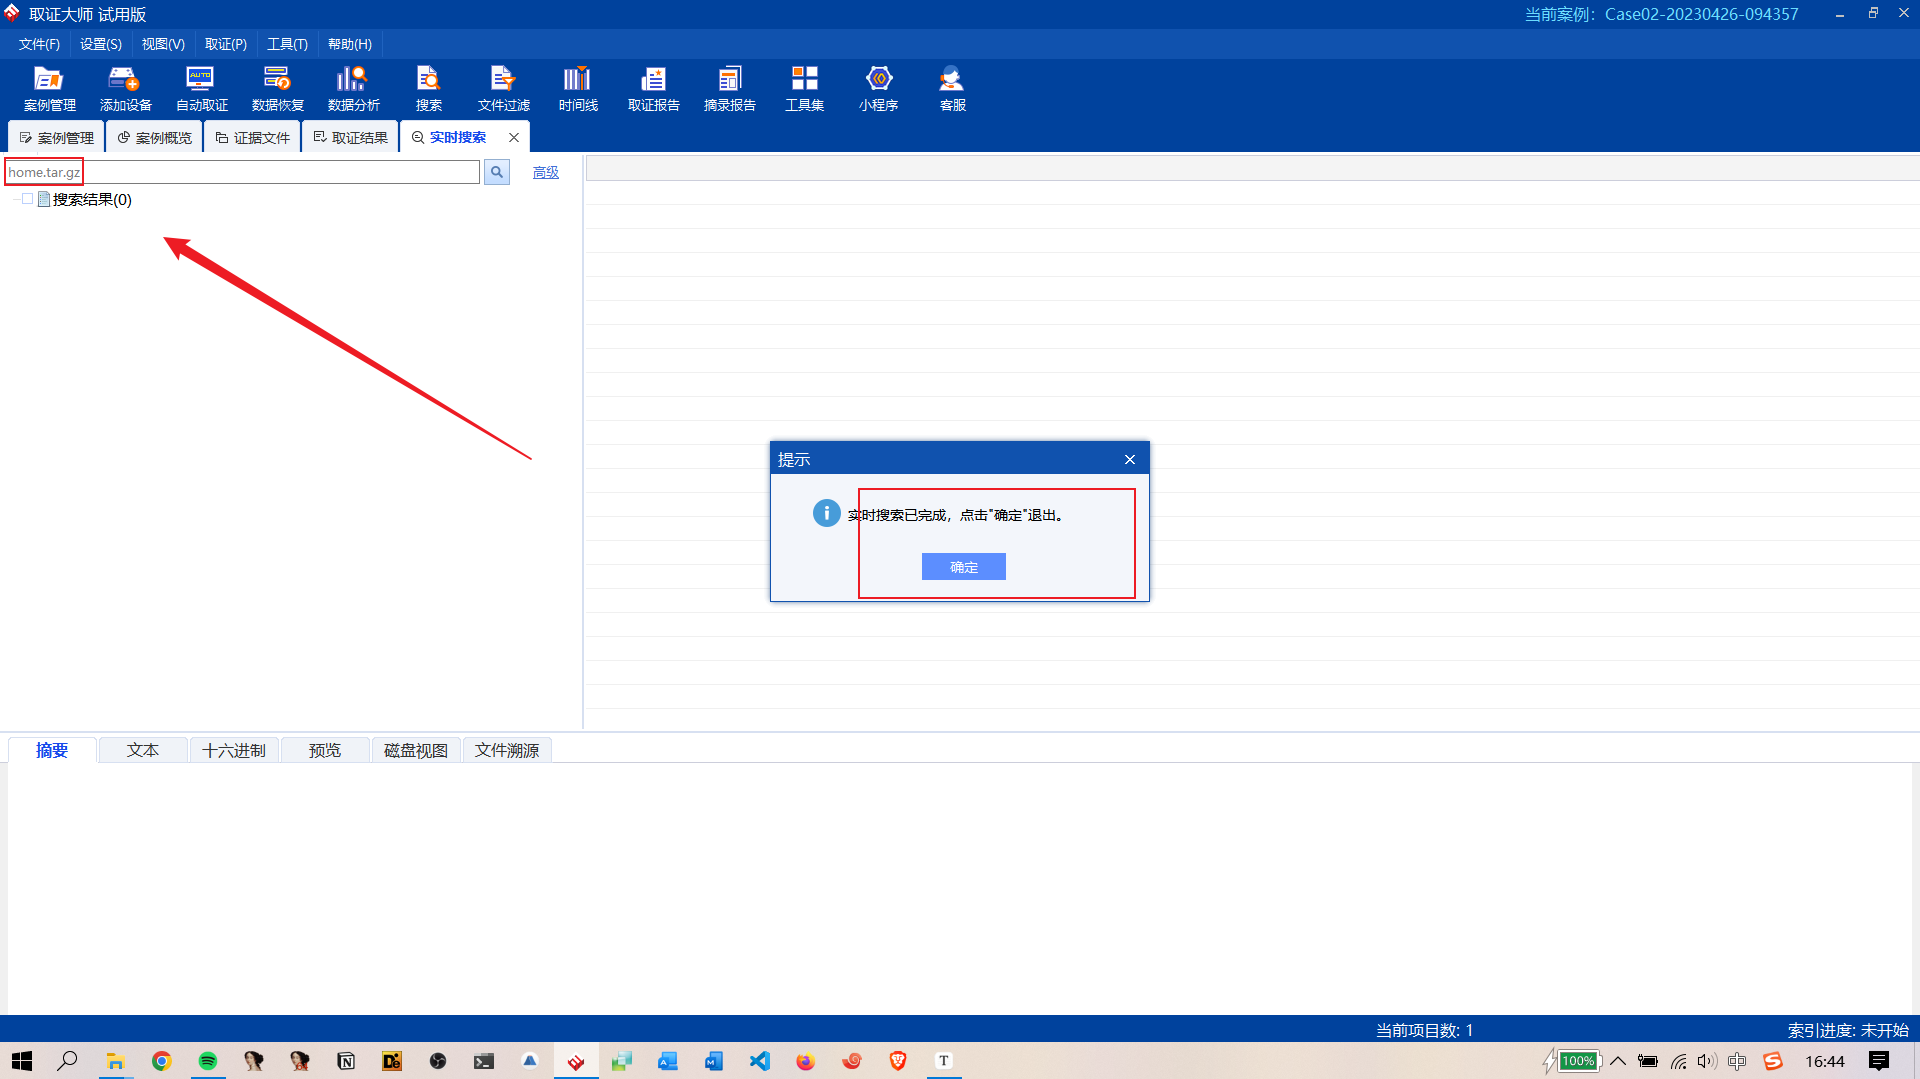 取证大师 试用版
当前案例：Case02-20230426-094357
文件(F) 设置(S) 视图(V) 取证(P) 工具(T) 帮助(H)
案例管理 添加设备 自动取证 数据恢复 数据分析 搜索 文件过滤 时间线 取证报告 摘录报告 工具集 小程序 客服
案例管理 案例概览 证据文件 取证结果 实时搜索
home.tar.gz 高级
搜索结果(0)
提示
实时搜索已完成，点击"确定"退出。
确定
摘要 文本 十六进制 预览 磁盘视图 文件溯源
当前项目数: 1 索引进度: 未开始
100% 中 16:44